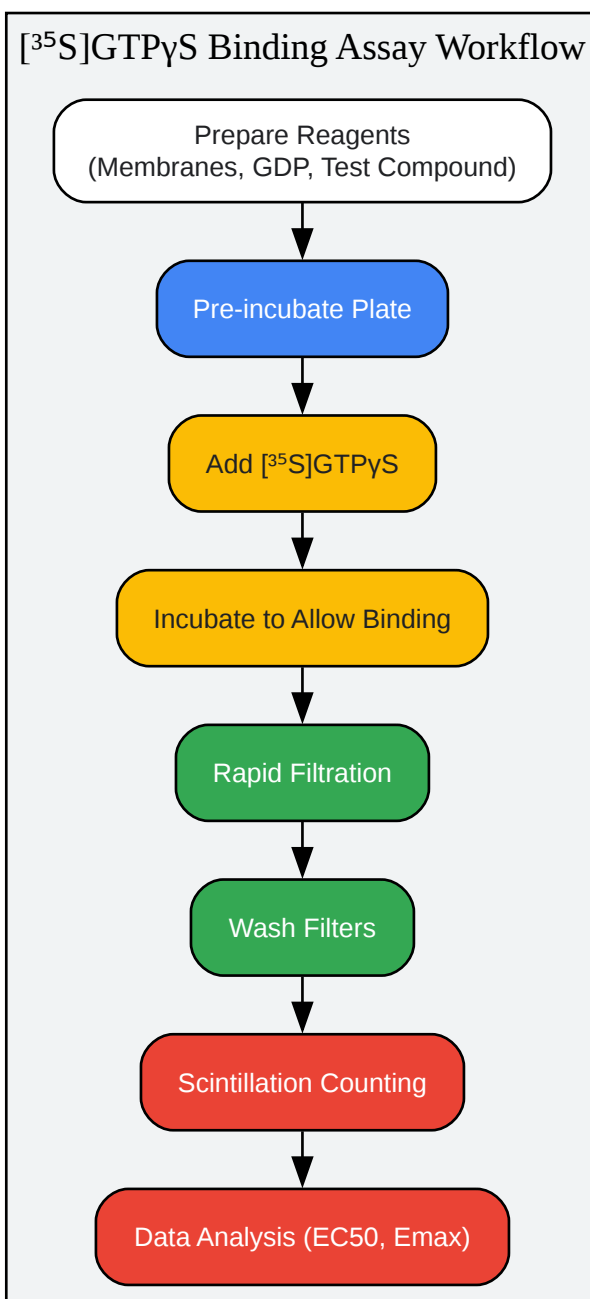 [³⁵S]GTPγS Binding Assay Workflow
Prepare Reagents
(Membranes, GDP, Test Compound)
Pre-incubate Plate
Add [³⁵S]GTPγS
Incubate to Allow Binding
Rapid Filtration
Wash Filters
Scintillation Counting
Data Analysis (EC50, Emax)